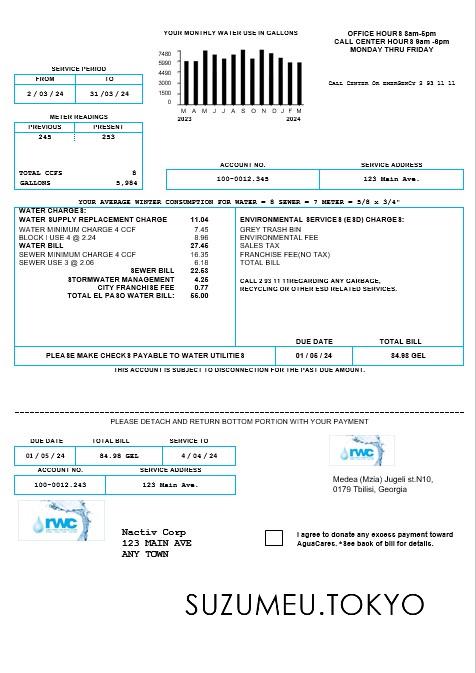 YOUR MONTHLY WATER USE IN GALLONS
OFFICE HOURS 8am-5pm
CALL CENTER HOURS 9am -6pm
MONDAY THRU FRIDAY
7480
5990
4490
3000
1500
0
M A M J J A S O N D J F M
2023 2024
CALL CENTER OR EMERGENCY 2 93 11 11
SERVICE PERIOD
FROM TO
2 / 03 / 24 31 /03 / 24
METER READINGS
PREVIOUS PRESENT
245 253
TOTAL CCFS 8
GALLONS 5,984
ACCOUNT NO. SERVICE ADDRESS
100-0012.345 123 Main Ave.
YOUR AVERAGE WINTER CONSUMPTION FOR WATER = 8 SEWER = 7 METER = 5/8 x 3/4"
WATER CHARGES:
WATER SUPPLY REPLACEMENT CHARGE 11.04
WATER MINIMUM CHARGE 4 CCF 7.45
BLOCK I USE 4 @ 2.24 8.96
WATER BILL 27.45
SEWER MINIMUM CHARGE 4 CCF 16.35
SEWER USE 3 @ 2.06 6.18
SEWER BILL 22.53
STORMWATER MANAGEMENT 4.25
CITY FRANCHISE FEE 0.77
TOTAL EL PASO WATER BILL: 55.00
ENVIRONMENTAL SERVICES (ESD) CHARGES:
GREY TRASH BIN
ENVIRONMENTAL FEE
SALES TAX
FRANCHISE FEE(NO TAX)
TOTAL BILL
CALL 2 93 11 11REGARDING ANY GARBAGE,
RECYCLING OR OTHER ESD RELATED SERVICES.
DUE DATE TOTAL BILL
PLEASE MAKE CHECKS PAYABLE TO WATER UTILITIES 01 / 05 / 24 84.98 GEL
THIS ACCOUNT IS SUBJECT TO DISCONNECTION FOR THE PAST DUE AMOUNT.
PLEASE DETACH AND RETURN BOTTOM PORTION WITH YOUR PAYMENT
DUE DATE TOTAL BILL SERVICE TO
01 / 05 / 24 84.98 GEL 4 / 04 / 24
ACCOUNT NO. SERVICE ADDRESS
100-0012.243 123 Main Ave.
rwc
Medea (Mzia) Jugeli st.N10,
0179 Tbilisi, Georgia
rwc
Nactiv Corp
123 MAIN AVE
ANY TOWN
I agree to donate any excess payment toward
AguaCares. *See back of bill for details.
SUZUMEU.TOKYO